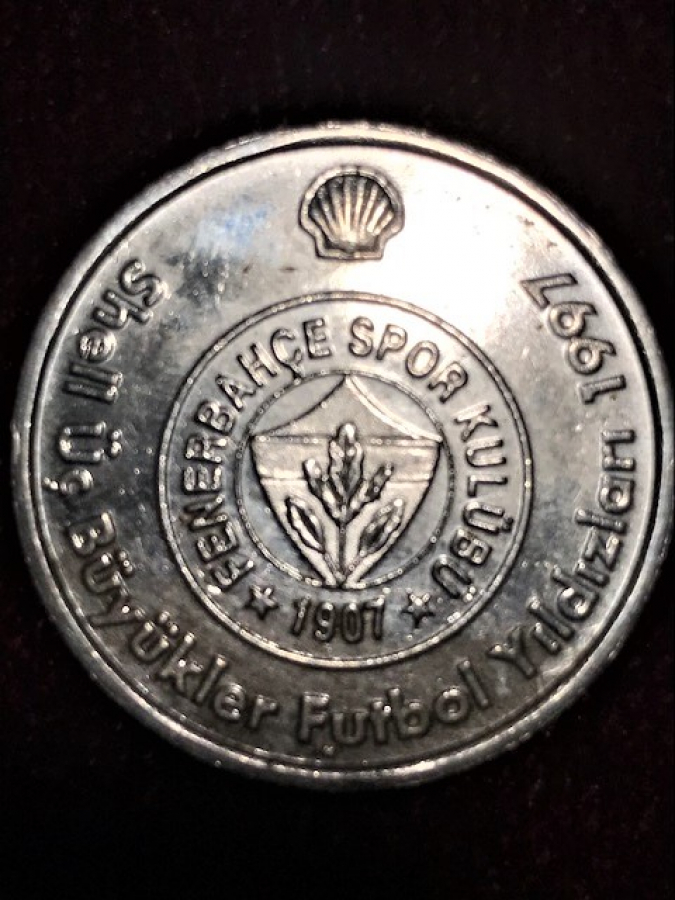 Shell Üç Büyükler Futbol Yıldızları 1997
FENERBAHÇE SPOR KULÜBÜ
★ 1907 ★